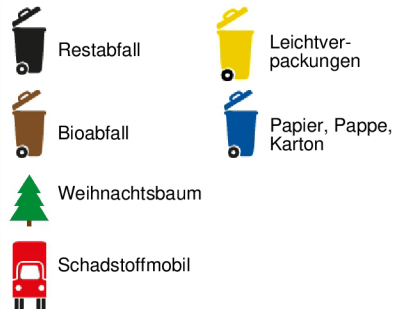 Restabfall
Bioabfall
Weihnachtsbaum
Schadstoffmobil
Leichtver-
packungen
Papier, Pappe,
Karton